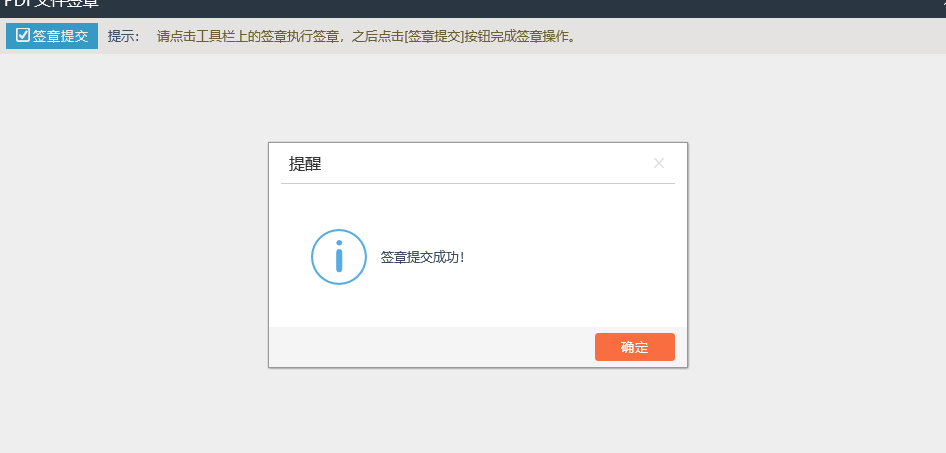 PDF文件签章
签章提交 提示： 请点击工具栏上的签章执行签章，之后点击[签章提交]按钮完成签章操作。
提醒
签章提交成功！
确定